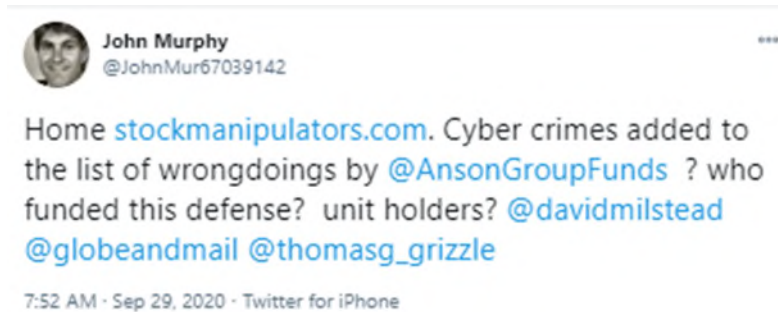 John Murphy
@JohnMur67039142
Home stockmanipulators.com. Cyber crimes added to
the list of wrongdoings by @AnsonGroupFunds ? who
funded this defense? unit holders? @davidmilstead
@globeandmail @thomasg_grizzle
7:52 AM · Sep 29, 2020 · Twitter for iPhone